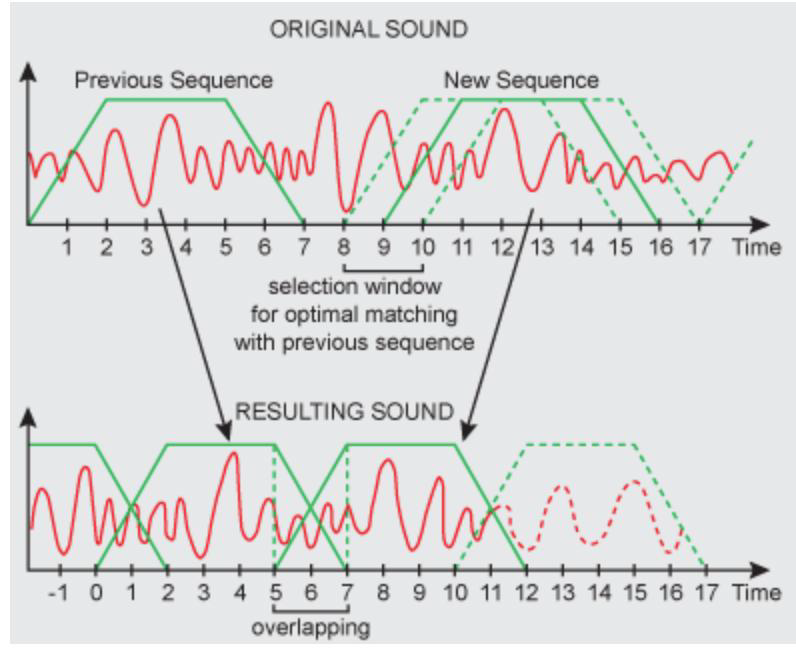 ORIGINAL SOUND
Previous Sequence
New Sequence
1 2 3 4 5 6 7 8 9 10 11 12 13 14 15 16 17 Time
selection window
for optimal matching
with previous sequence
RESULTING SOUND
-1 0 1 2 3 4 5 6 7 8 9 10 11 12 13 14 15 16 17 Time
overlapping